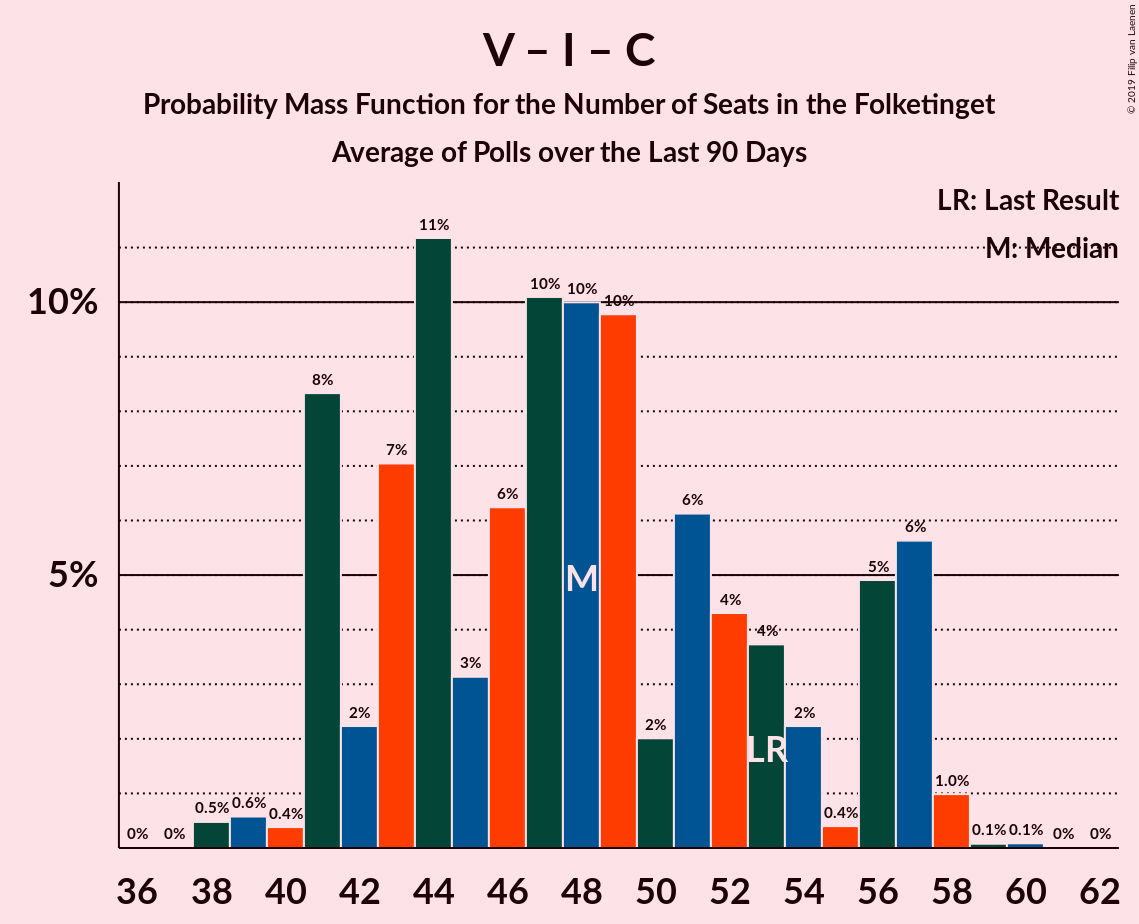 V – I – C
Probability Mass Function for the Number of Seats in the Folketinget
Average of Polls over the Last 90 Days
© 2019 Filip van Laenen
LR: Last Result
M: Median
10%
5%
0% 0% 0.5% 0.6% 0.4% 8% 2% 7% 11% 3% 6% 10% 10% 10% 2% 6% 4% 4% 2% 0.4% 5% 6% 1.0% 0.1% 0.1% 0% 0%
M
LR
36 38 40 42 44 46 48 50 52 54 56 58 60 62